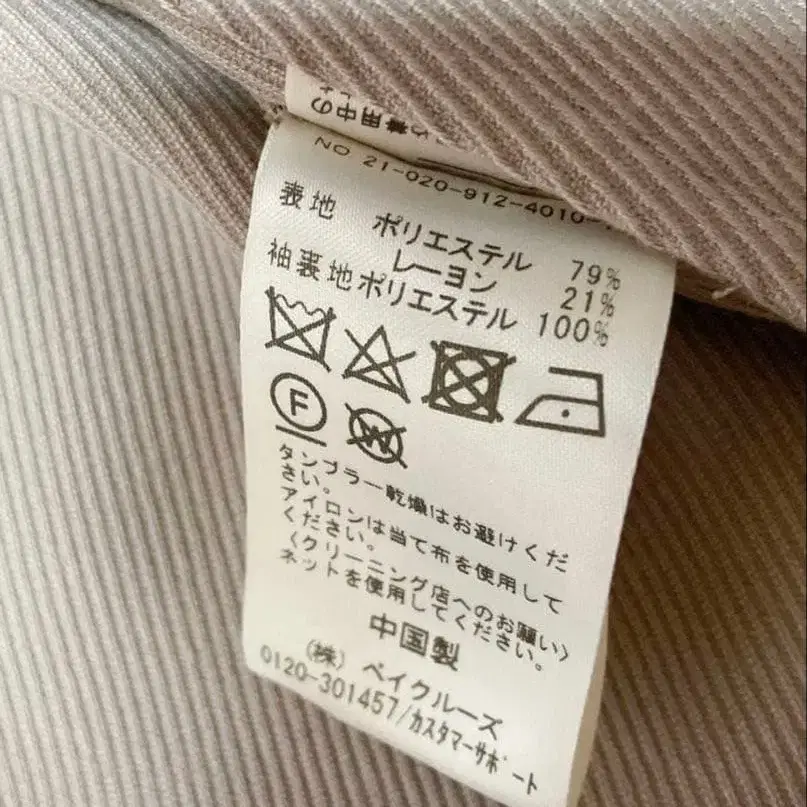 着用中の
NO 21-020-912-4010-
表地 ポリエステル 79%
レーヨン 21%
袖裏地ポリエステル 100%
F
W
タンブラー乾燥はお避けくだ
さい。
アイロンは当て布を使用して
ください。
〈クリーニング店へのお願い〉
ネットを使用してください。
中国製
(株) ベイクルーズ
0120-301457/カスタマーサポート